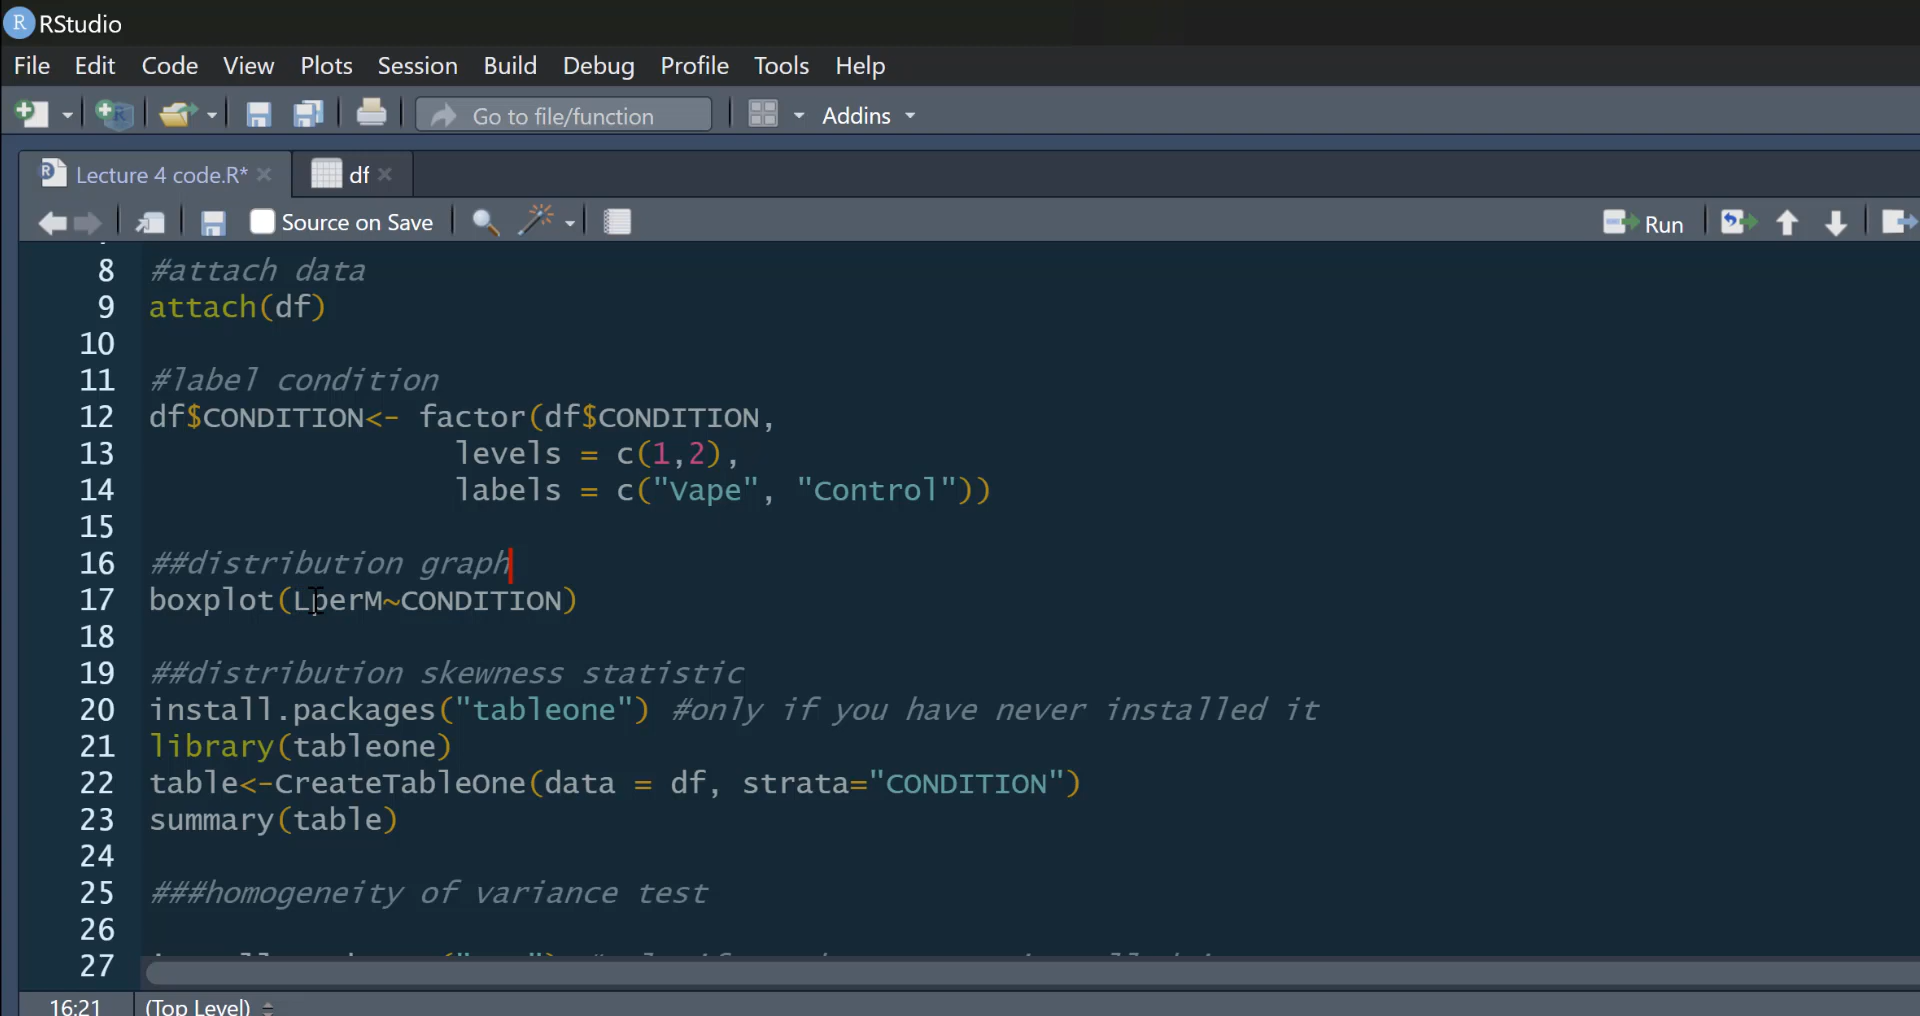 RStudio
File Edit Code View Plots Session Build Debug Profile Tools Help
Go to file/function Addins
Lecture 4 code.R* df
Source on Save Run
8 #attach data
9 attach(df)
10
11 #label condition
12 df$CONDITION<- factor(df$CONDITION,
13 levels = c(1,2),
14 labels = c("Vape", "Control"))
15
16 ##distribution graph
17 boxplot(LperM~CONDITION)
18
19 ##distribution skewness statistic
20 install.packages("tableone") #only if you have never installed it
21 library(tableone)
22 table<-CreateTableOne(data = df, strata="CONDITION")
23 summary(table)
24
25 ###homogeneity of variance test
26
27
16:21 (Top Level)